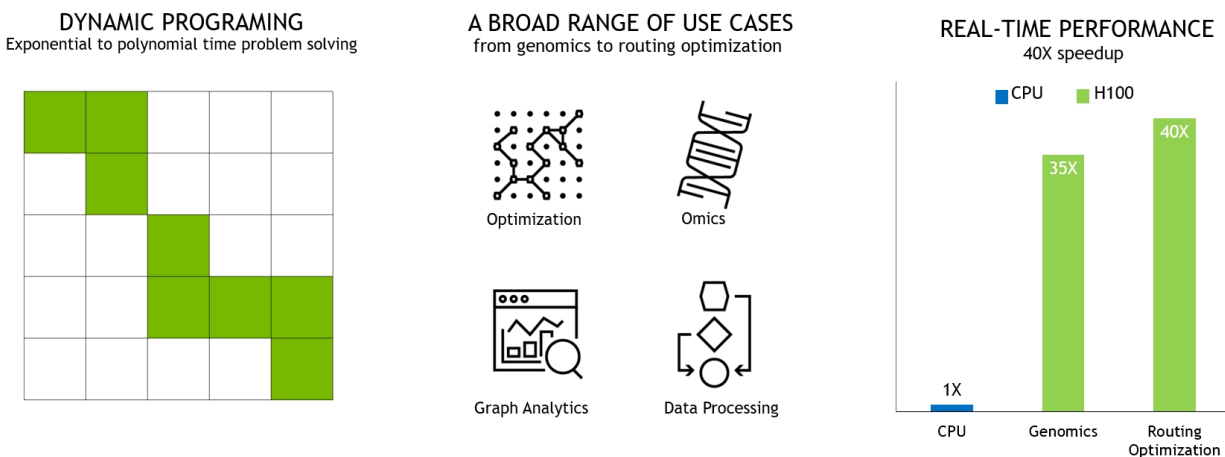 DYNAMIC PROGRAMING
Exponential to polynomial time problem solving
A BROAD RANGE OF USE CASES
from genomics to routing optimization
Optimization
Omics
Graph Analytics
Data Processing
REAL-TIME PERFORMANCE
40X speedup
CPU
H100
1X
35X
40X
CPU
Genomics
Routing
Optimization